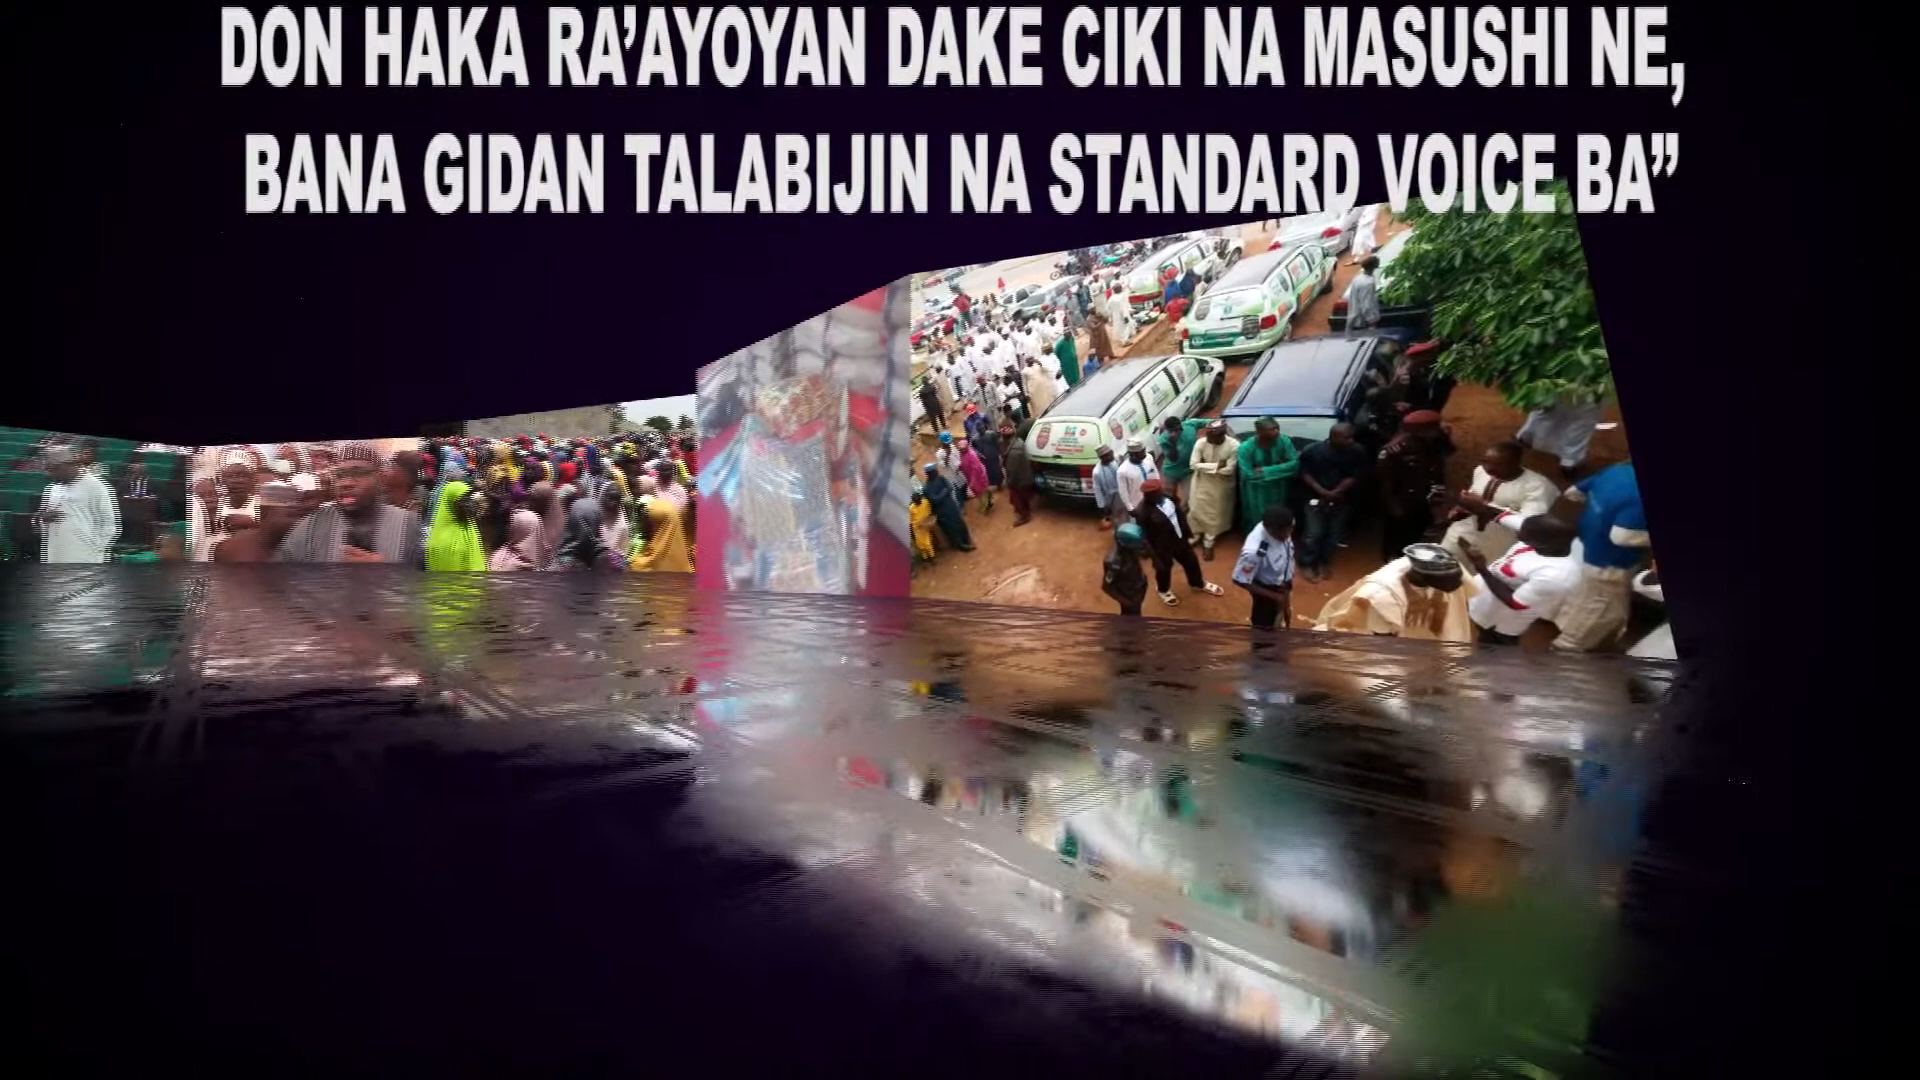 DON HAKA RA’AYOYAN DAKE CIKI NA MASUSHI NE,
BANA GIDAN TALABIJIN NA STANDARD VOICE BA”